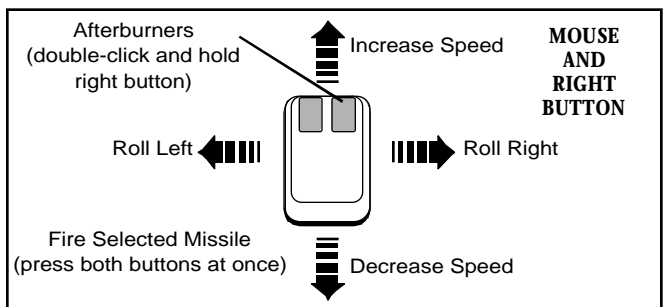 Afterburners
(double-click and hold
right button)
Increase Speed
MOUSE
AND
RIGHT
BUTTON
Roll Left
Roll Right
Fire Selected Missile
(press both buttons at once)
Decrease Speed